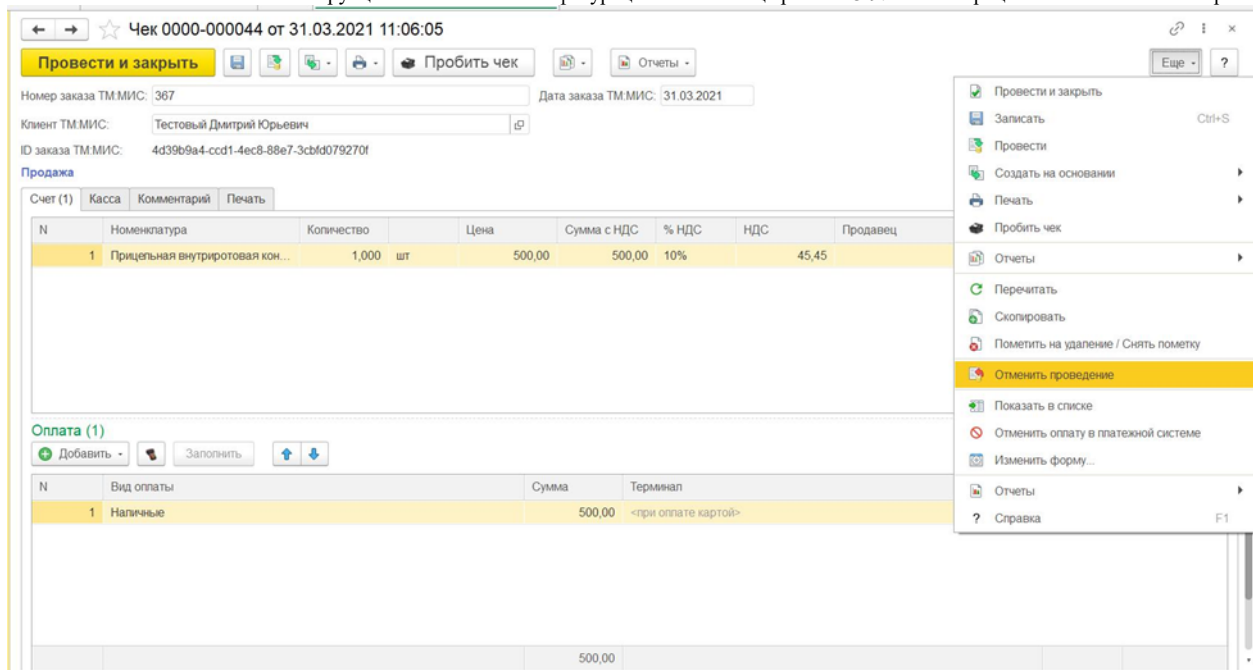 Чек 0000-000044 от 31.03.2021 11:06:05
Провести и закрыть Пробить чек Отчеты Еще ?
Номер заказа ТМ:МИС: 367 Дата заказа ТМ:МИС: 31.03.2021
Клиент ТМ:МИС: Тестовый Дмитрий Юрьевич
ID заказа ТМ:МИС: 4d39b9a4-ccd1-4ec8-88e7-3cbfd079270f
Продажа
Счет (1) Касса Комментарий Печать
N Номенклатура Количество Цена Сумма с НДС % НДС НДС Продавец
1 Прицельная внутриротовая кон... 1,000 шт 500,00 500,00 10% 45,45
Оплата (1)
Добавить Заполнить
N Вид оплаты Сумма Терминал
1 Наличные 500,00 <при оплате картой>
500,00
Провести и закрыть
Записать Ctrl+S
Провести
Создать на основании
Печать
Пробить чек
Отчеты
Перечитать
Скопировать
Пометить на удаление / Снять пометку
Отменить проведение
Показать в списке
Отменить оплату в платежной системе
Изменить форму...
Отчеты
? Справка F1